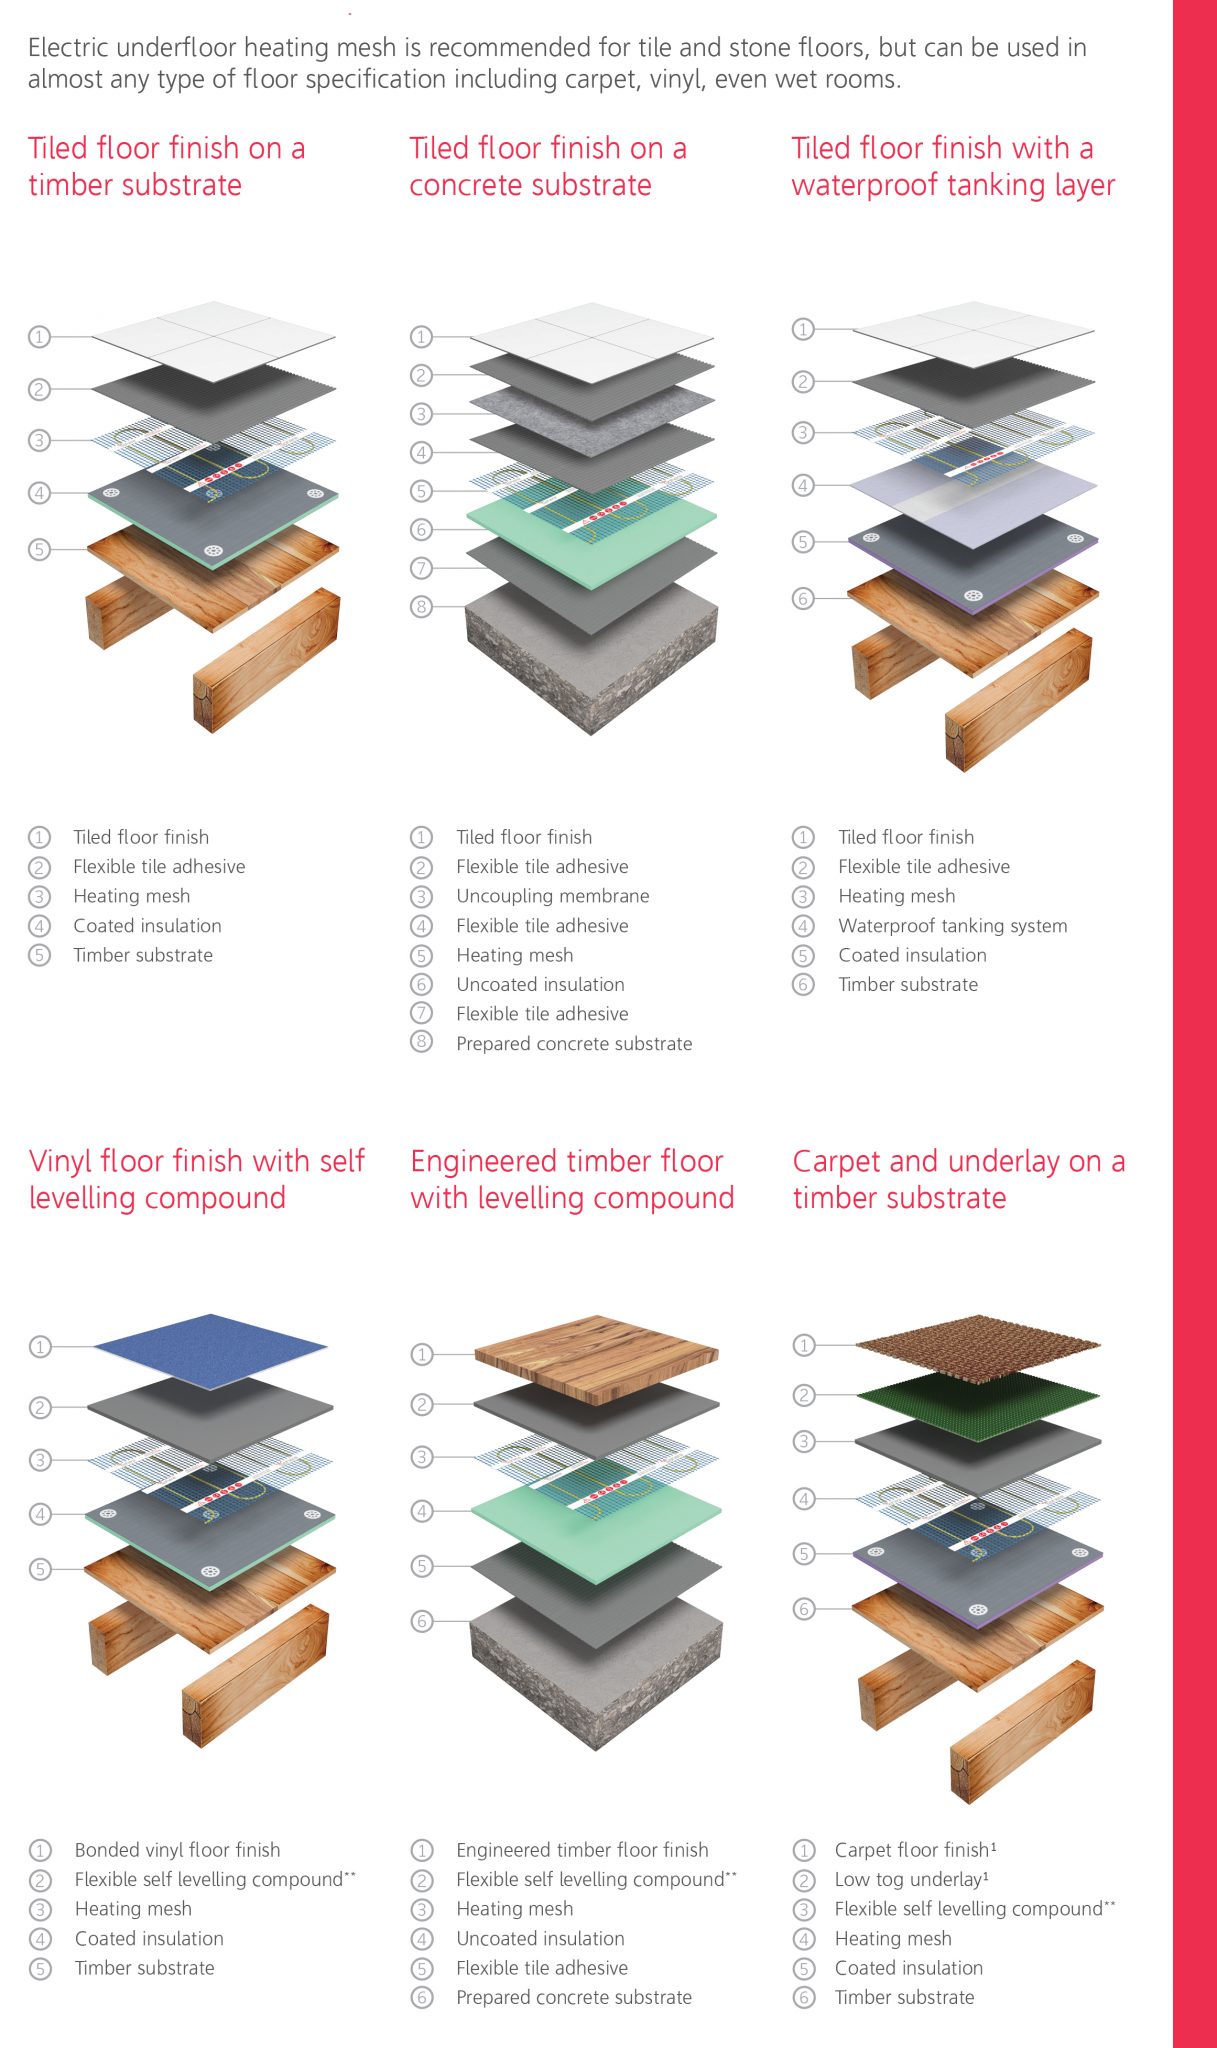 Electric underfloor heating mesh is recommended for tile and stone floors, but can be used in
almost any type of floor specification including carpet, vinyl, even wet rooms.
Tiled floor finish on a
timber substrate
1
2
3
4
5
1 Tiled floor finish
2 Flexible tile adhesive
3 Heating mesh
4 Coated insulation
5 Timber substrate
Tiled floor finish on a
concrete substrate
1
2
3
4
5
6
7
8
1 Tiled floor finish
2 Flexible tile adhesive
3 Uncoupling membrane
4 Flexible tile adhesive
5 Heating mesh
6 Uncoated insulation
7 Flexible tile adhesive
8 Prepared concrete substrate
Tiled floor finish with a
waterproof tanking layer
1
2
3
4
5
6
1 Tiled floor finish
2 Flexible tile adhesive
3 Heating mesh
4 Waterproof tanking system
5 Coated insulation
6 Timber substrate
Vinyl floor finish with self
levelling compound
1
2
3
4
5
1 Bonded vinyl floor finish
2 Flexible self levelling compound**
3 Heating mesh
4 Coated insulation
5 Timber substrate
Engineered timber floor
with levelling compound
1
2
3
4
5
6
1 Engineered timber floor finish
2 Flexible self levelling compound**
3 Heating mesh
4 Uncoated insulation
5 Flexible tile adhesive
6 Prepared concrete substrate
Carpet and underlay on a
timber substrate
1
2
3
4
5
6
1 Carpet floor finish¹
2 Low tog underlay¹
3 Flexible self levelling compound**
4 Heating mesh
5 Coated insulation
6 Timber substrate